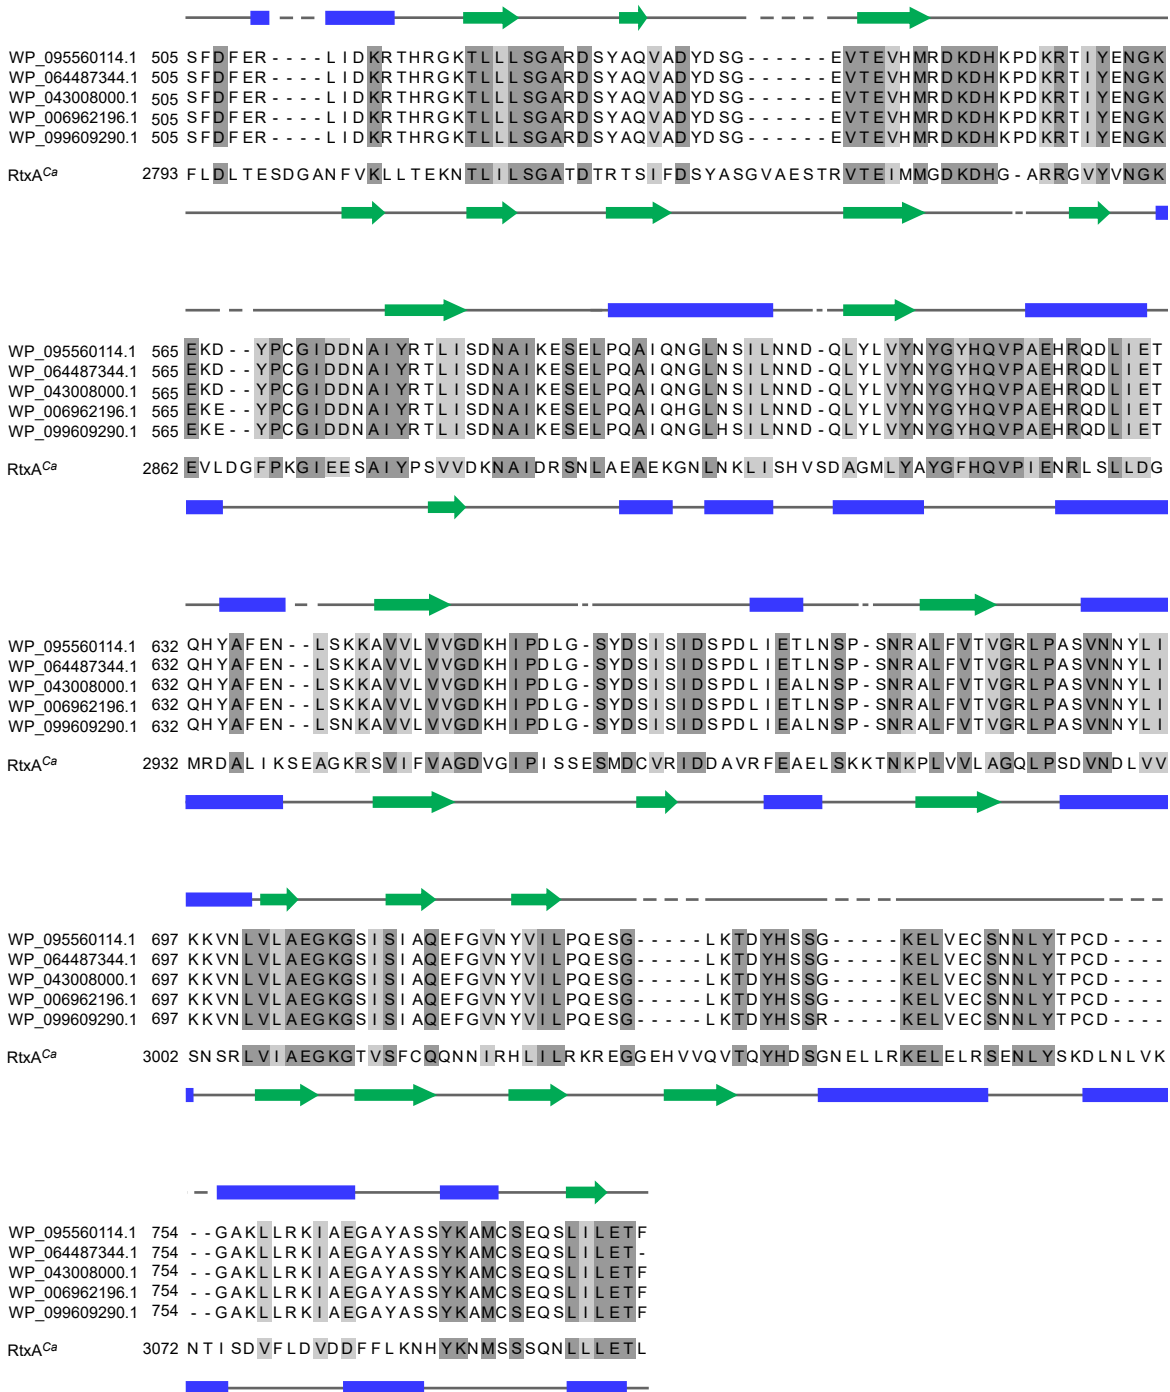 WP_095560114.1 505 SFDFER----LIDKRTHRGKTLLLSGARDSYAQVADYDSG------EVTEVHMRDKDHKPDKRTIYENGK
WP_064487344.1 505 SFDFER----LIDKRTHRGKTLLLSGARDSYAQVADYDSG------EVTEVHMRDKDHKPDKRTIYENGK
WP_043008000.1 505 SFDFER----LIDKRTHRGKTLLLSGARDSYAQVADYDSG------EVTEVHMRDKDHKPDKRTIYENGK
WP_006962196.1 505 SFDFER----LIDKRTHRGKTLLLSGARDSYAQVADYDSG------EVTEVHMRDKDHKPDKRTIYENGK
WP_099609290.1 505 SFDFER----LIDKRTHRGKTLLLSGARDSYAQVADYDSG------EVTEVHMRDKDHKPDKRTIYENGK
RtxACa 2793 FLDLTESDGANFVKLLTEKNTLILSGATDTRTSIFDSYASGVAESTRVTEIMMGDKDHG-ARRGVYVNGK
WP_095560114.1 565 EKD--YPCGIDDNAIYRTLISDNAIKESELPQAIQNGLNSILNND-QLYLVYNYGYHQVPAEHRQDLIET
WP_064487344.1 565 EKD--YPCGIDDNAIYRTLISDNAIKESELPQAIQNGLNSILNND-QLYLVYNYGYHQVPAEHRQDLIET
WP_043008000.1 565 EKD--YPCGIDDNAIYRTLISDNAIKESELPQAIQNGLNSILNND-QLYLVYNYGYHQVPAEHRQDLIET
WP_006962196.1 565 EKE--YPCGIDDNAIYRTLISDNAIKESELPQAIQHGLNSILNND-QLYLVYNYGYHQVPAEHRQDLIET
WP_099609290.1 565 EKE--YPCGIDDNAIYRTLISDNAIKESELPQAIQNGLHSILNND-QLYLVYNYGYHQVPAEHRQDLIET
RtxACa 2862 EVLDGFPKGIEESAIYPSVVDKNAIDRSNLAEAEKGNLNKLISHVSDAGMLYAYGFHQVPIENRLSLLDG
WP_095560114.1 632 QHYAFEN--LSKKAVVLVVGDKHIPDLG-SYDSISIDSPDLIETLNSP-SNRALFVTVGRLPASVNNYLI
WP_064487344.1 632 QHYAFEN--LSKKAVVLVVGDKHIPDLG-SYDSISIDSPDLIETLNSP-SNRALFVTVGRLPASVNNYLI
WP_043008000.1 632 QHYAFEN--LSKKAVVLVVGDKHIPDLG-SYDSISIDSPDLIEALNSP-SNRALFVTVGRLPASVNNYLI
WP_006962196.1 632 QHYAFEN--LSKKAVVLVVGDKHIPDLG-SYDSISIDSPDLIEALNSP-SNRALFVTVGRLPASVNNYLI
WP_099609290.1 632 QHYAFEN--LSNKAVVLVVGDKHIPDLG-SYDSISIDSPDLIEALNSP-SNRALFVTVGRLPASVNNYLI
RtxACa 2932 MRDALIKSEAGKRSVIFVAGDVGIPISSESMDCVRIDDAVRFEAELSKKTNKPLVVLAGQLPSDVNDLVV
WP_095560114.1 697 KKVNLVLAEGKGSISIAQEFGVNYVILPQESG-----LKTDYHSSG-----KELVECSNNLYTPCD----
WP_064487344.1 697 KKVNLVLAEGKGSISIAQEFGVNYVILPQESG-----LKTDYHSSG-----KELVECSNNLYTPCD----
WP_043008000.1 697 KKVNLVLAEGKGSISIAQEFGVNYVILPQESG-----LKTDYHSSG-----KELVECSNNLYTPCD----
WP_006962196.1 697 KKVNLVLAEGKGSISIAQEFGVNYVILPQESG-----LKTDYHSSG-----KELVECSNNLYTPCD----
WP_099609290.1 697 KKVNLVLAEGKGSISIAQEFGVNYVILPQESG-----LKTDYHSSR-----KELVECSNNLYTPCD----
RtxACa 3002 SNSRLVIAEGKGTVSFCQQNNIRHLILRKREGGEHVVQVTQYHDSGNELLRKELELRSENLYSKDLNLVK
WP_095560114.1 754 --GAKLLRKIAEGAYASSYKAMCSEQSLILETF
WP_064487344.1 754 --GAKLLRKIAEGAYASSYKAMCSEQSLILET-
WP_043008000.1 754 --GAKLLRKIAEGAYASSYKAMCSEQSLILETF
WP_006962196.1 754 --GAKLLRKIAEGAYASSYKAMCSEQSLILETF
WP_099609290.1 754 --GAKLLRKIAEGAYASSYKAMCSEQSLILETF
RtxACa 3072 NTISDVFLDVDDFFLKNHYKNMSSSQNLLLETL